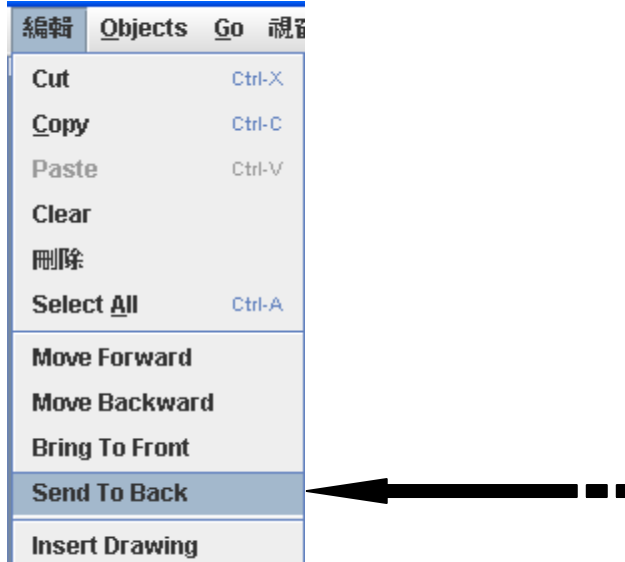 編輯 Objects Go 視
Cut Ctrl-X
Copy Ctrl-C
Paste Ctrl-V
Clear
刪除
Select All Ctrl-A
Move Forward
Move Backward
Bring To Front
Send To Back
Insert Drawing